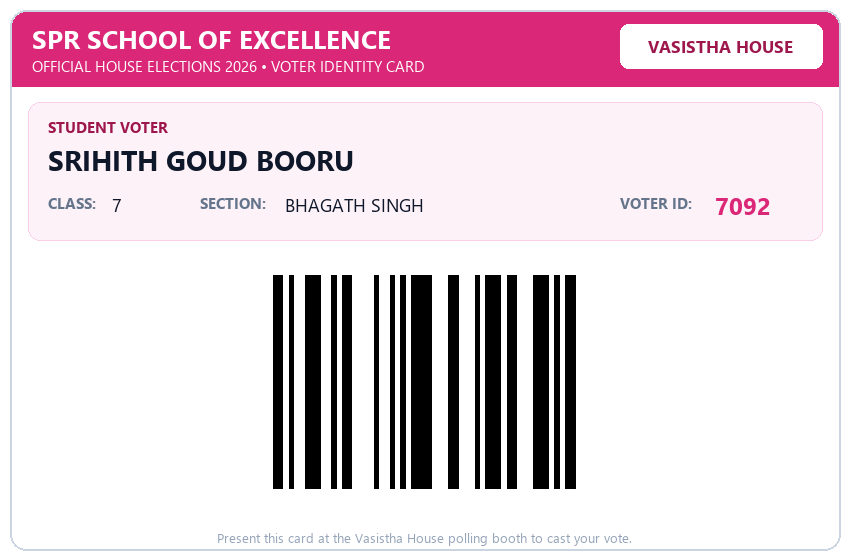 SPR SCHOOL OF EXCELLENCE
OFFICIAL HOUSE ELECTIONS 2026 • VOTER IDENTITY CARD
VASISTHA HOUSE
STUDENT VOTER
SRIHITH GOUD BOORU
CLASS: 7 SECTION: BHAGATH SINGH VOTER ID: 7092
Present this card at the Vasistha House polling booth to cast your vote.